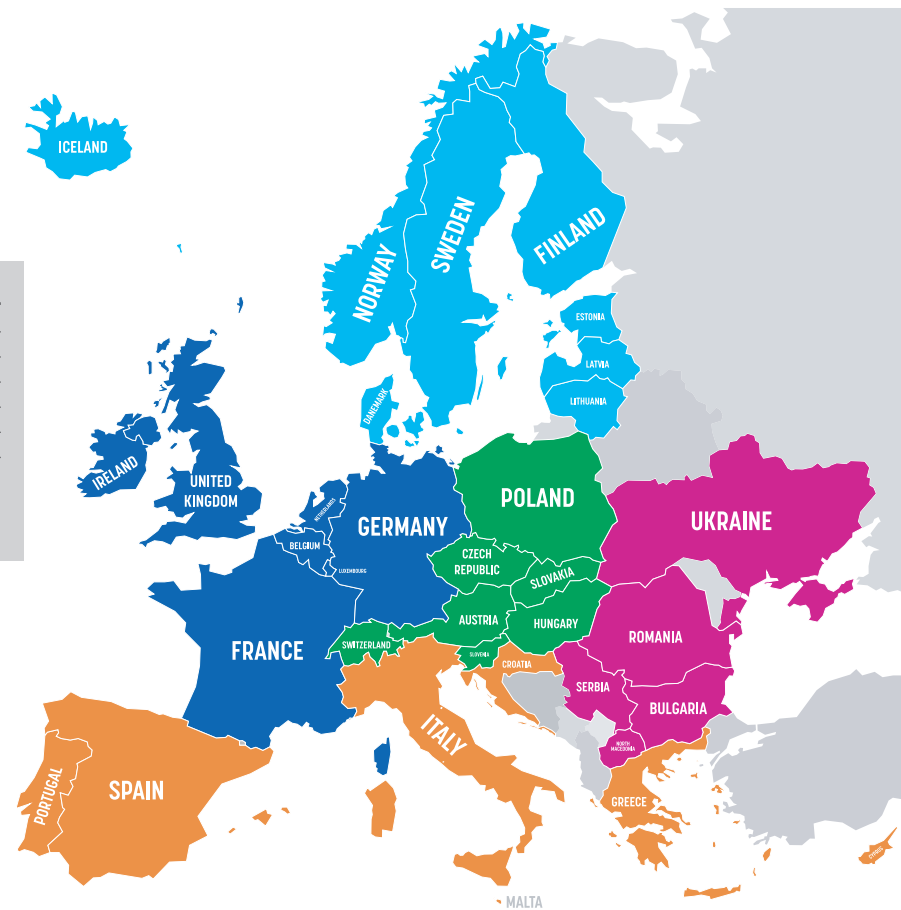 ICELAND
NORWAY
SWEDEN
FINLAND
ESTONIA
LATVIA
LITHUANIA
DANEMARK
IRELAND
UNITED
KINGDOM
NETHERLANDS
BELGIUM
LUXEMBOURG
GERMANY
POLAND
CZECH
REPUBLIC
SLOVAKIA
UKRAINE
AUSTRIA
HUNGARY
SWITZERLAND
SLOVENIA
FRANCE
CROATIA
ROMANIA
SERBIA
BULGARIA
NORTH
MACEDONIA
ITALY
PORTUGAL
SPAIN
GREECE
CYPRUS
MALTA